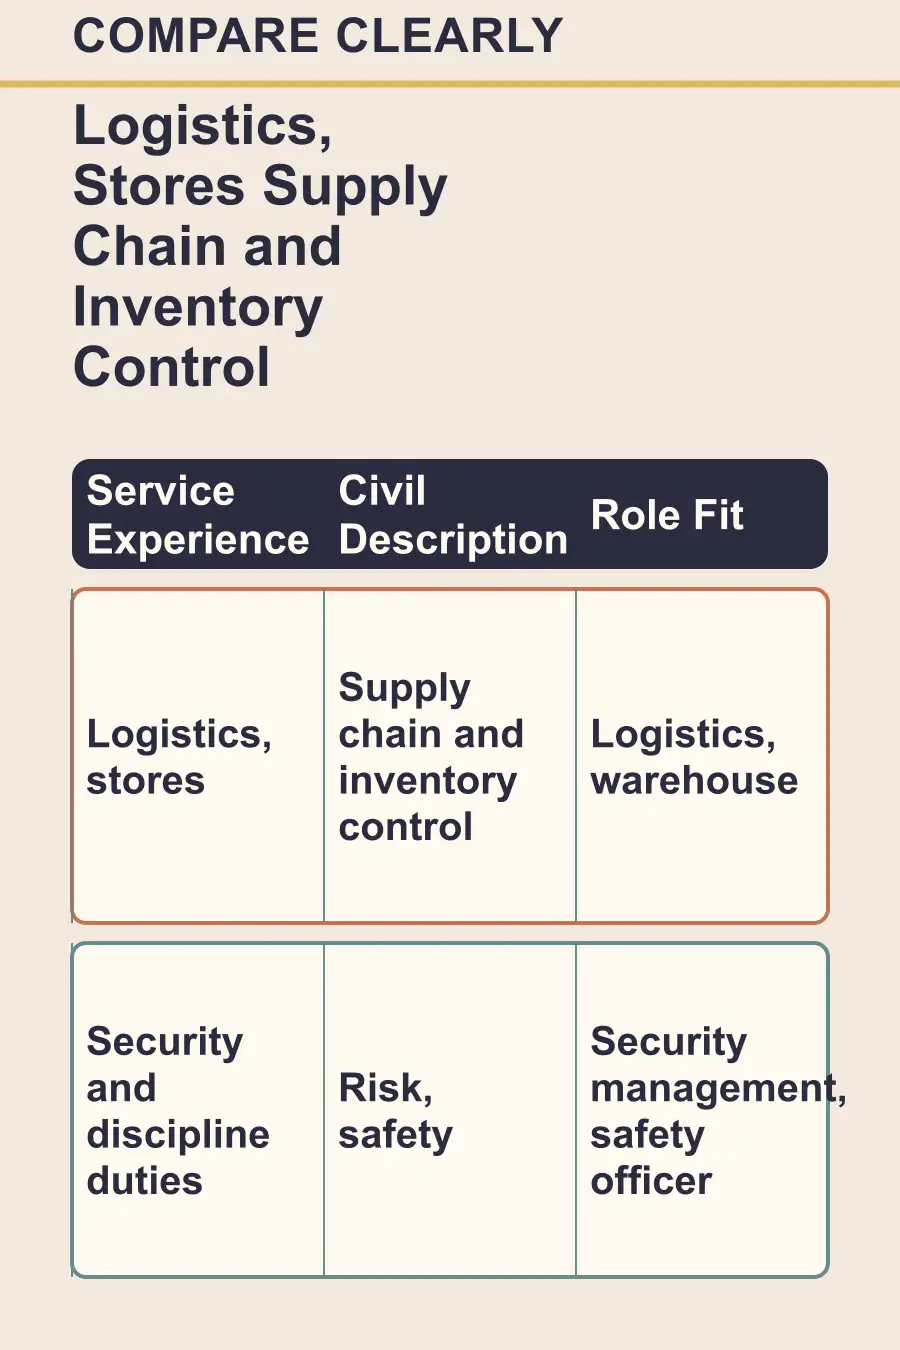 COMPARE CLEARLY
Logistics,
Stores Supply
Chain and
Inventory
Control
Service
Experience
Civil
Description
Role Fit
Logistics,
stores
Supply
chain and
inventory
control
Logistics,
warehouse
Security
and
discipline
duties
Risk,
safety
Security
management,
safety
officer